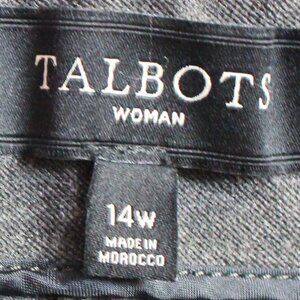 TALBOTS
WOMAN
14W
MADE IN
MOROCCO